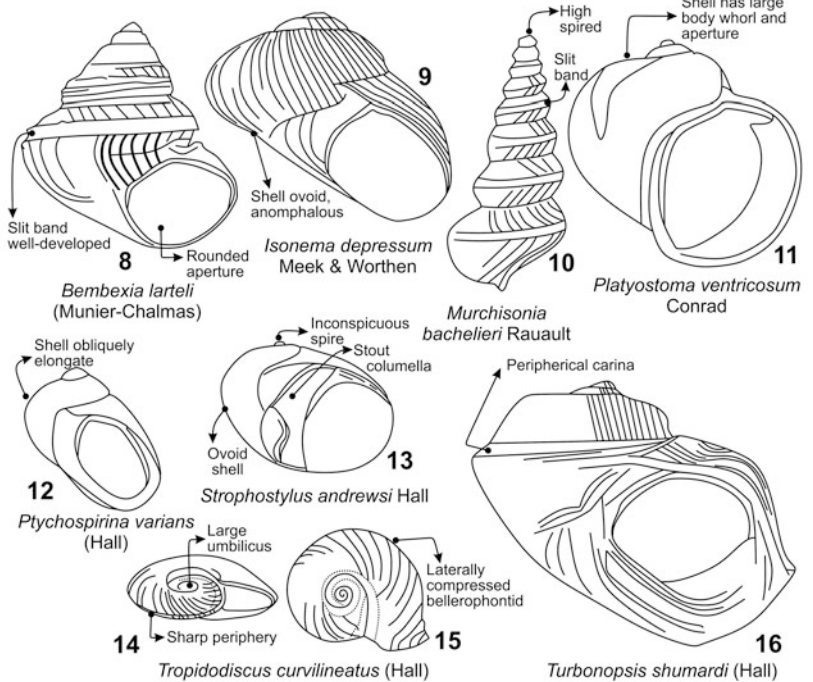 Slit band
well-developed
Rounded
aperture
8
Bembexia larteli
(Munier-Chalmas)
9
Shell ovoid,
anomphalous
Isonema depressum
Meek & Worthen
High
spired
Slit
band
10
Murchisonia
bachelieri Rauault
Shell has large
body whorl and
aperture
11
Platyostoma ventricosum
Conrad
Shell obliquely
elongate
12
Ptychospirina varians
(Hall)
Inconspicuous
spire
Stout
columella
Ovoid
shell
13
Strophostylus andrewsi Hall
Large
umbilicus
Sharp periphery
14
Laterally
compressed
bellerophontid
15
Tropidodiscus curvilineatus (Hall)
Peripherical carina
16
Turbonopsis shumardi (Hall)